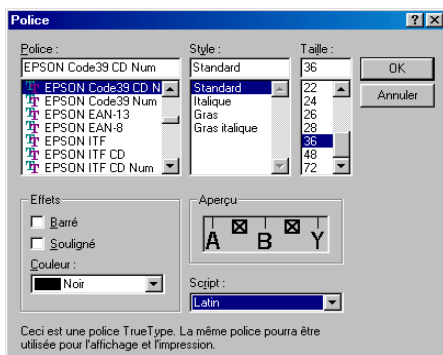 Police
Police :
Style :
Taille :
EPSON Code39 CD Num
Standard
36
OK
Annuler
EPSON Code39 CD N
EPSON Code39 Num
EPSON EAN-13
EPSON EAN-8
EPSON ITF
EPSON ITF CD
EPSON ITF CD Num
Standard
Italique
Gras
Gras italique
22
24
26
28
36
48
72
Effets
Barré
Souligné
Couleur :
Noir
Aperçu
A B Y
Script :
Latin
Ceci est une police TrueType. La même police pourra être
utilisée pour l'affichage et l'impression.